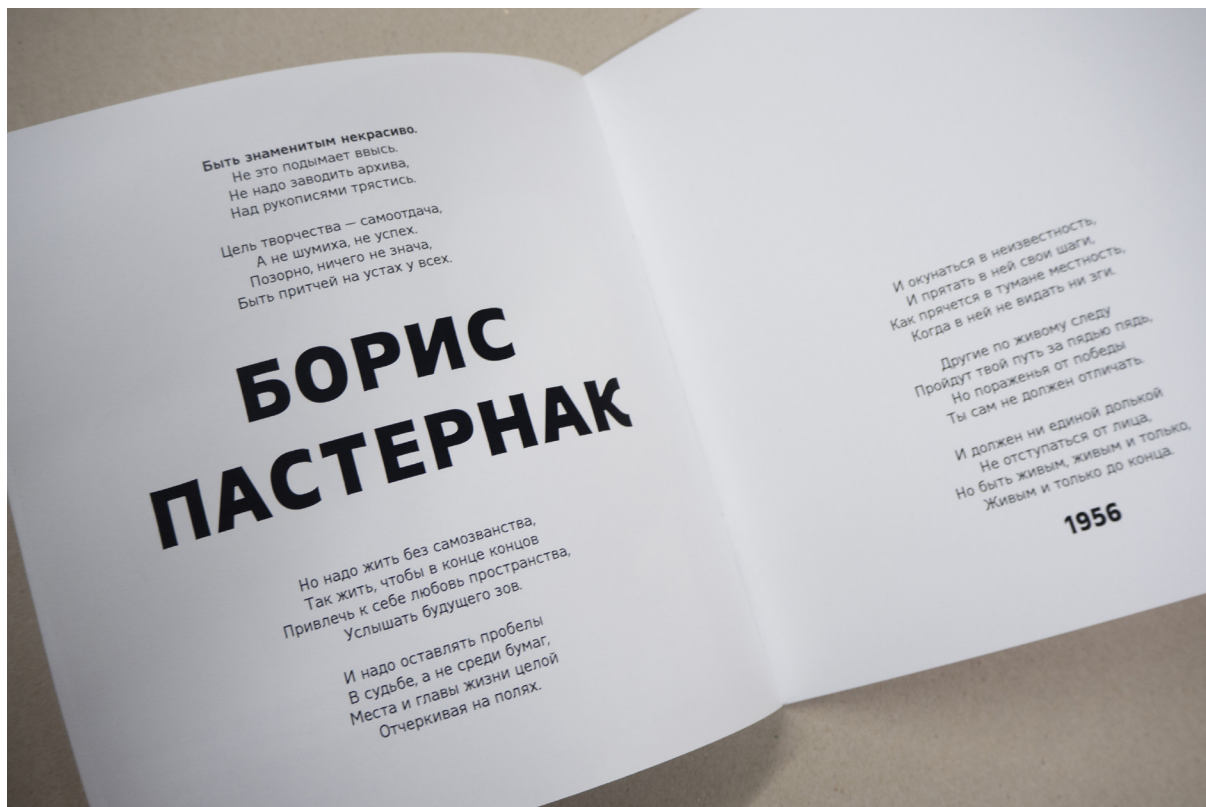 Быть знаменитым некрасиво.
Не это подымает ввысь.
Не надо заводить архива,
Над рукописями трястись.
Цель творчества — самоотдача,
А не шумиха, не успех.
Позорно, ничего не знача,
Быть притчей на устах у всех.
БОРИС
ПАСТЕРНАК
Но надо жить без самозванства,
Так жить, чтобы в конце концов
Привлечь к себе любовь пространства,
Услышать будущего зов.
И надо оставлять пробелы
В судьбе, а не среди бумаг,
Места и главы жизни целой
Отчеркивая на полях.
И окунаться в неизвестность,
И прятать в ней свои шаги,
Как прячется в тумане местность,
Когда в ней не видать ни зги.
Другие по живому следу
Пройдут твой путь за пядью пядь,
Но пораженья от победы
Ты сам не должен отличать.
И должен ни единой долькой
Не отступаться от лица,
Но быть живым, живым и только,
Живым и только до конца.
1956